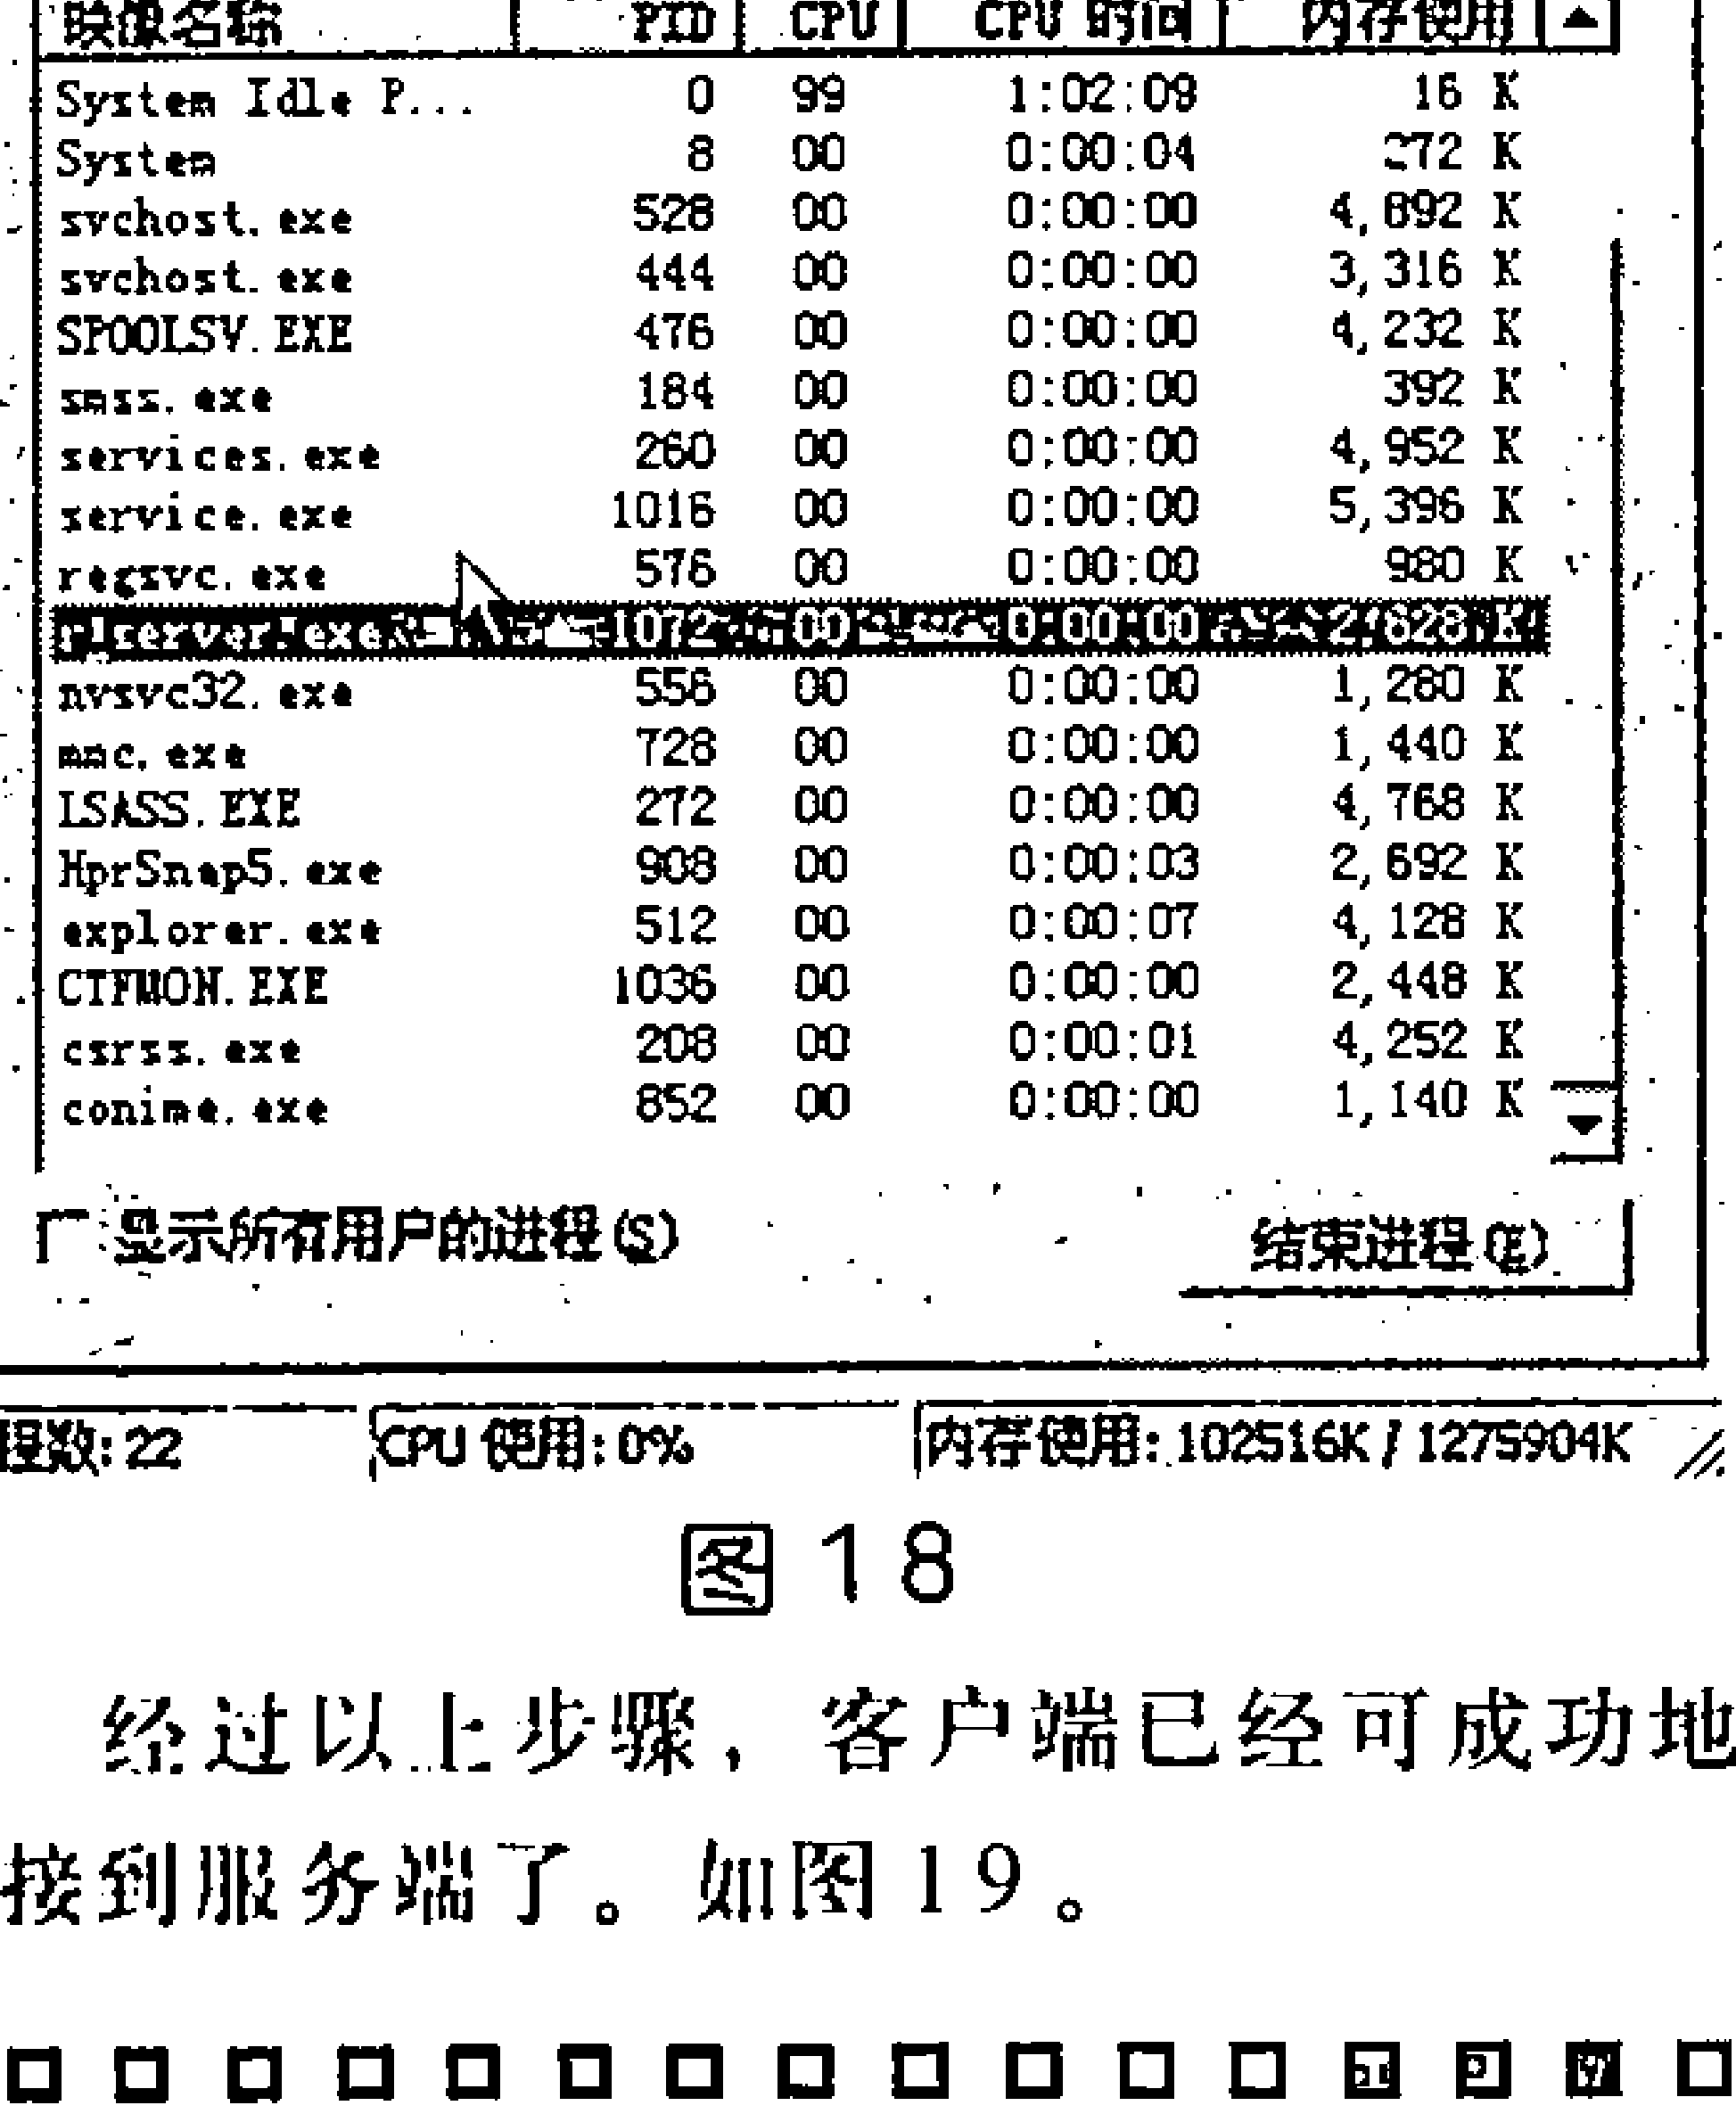 映像名称 PID CPU CPU 时间 内存使用
System Idle P... 0 99 1:02:09 16 K
System 8 00 0:00:04 272 K
svchost.exe 528 00 0:00:00 4,892 K
svchost.exe 444 00 0:00:00 3,316 K
SPOOLSV.EXE 476 00 0:00:00 4,232 K
smss.exe 184 00 0:00:00 392 K
services.exe 260 00 0:00:00 4,952 K
service.exe 1016 00 0:00:00 5,396 K
regsvc.exe 576 00 0:00:00 980 K
1072 00 0:00:00 2,628 K
nvsvc32.exe 556 00 0:00:00 1,280 K
mmc.exe 728 00 0:00:00 1,440 K
LSASS.EXE 272 00 0:00:00 4,768 K
HprSnap5.exe 908 00 0:00:03 2,692 K
explorer.exe 512 00 0:00:07 4,128 K
CTFMON.EXE 1036 00 0:00:00 2,448 K
csrss.exe 208 00 0:00:01 4,252 K
conime.exe 852 00 0:00:00 1,140 K
显示所有用户的进程(S) 结束进程(E)
程数:22 CPU 使用:0% 内存使用:102516K / 1275904K
图 18
经过以上步骤，客户端已经可成功地
接到服务端了。如图 19。